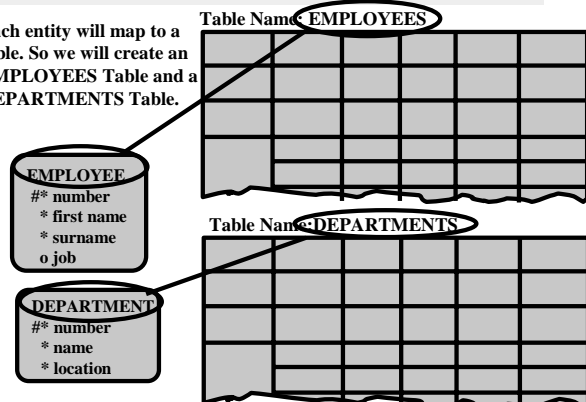 ch entity will map to a
ble. So we will create an
MPLOYEES Table and a
EPARTMENTS Table.
Table Name: EMPLOYEES
EMPLOYEE
#* number
* first name
* surname
o job
Table Name:DEPARTMENTS
DEPARTMENT
#* number
* name
* location